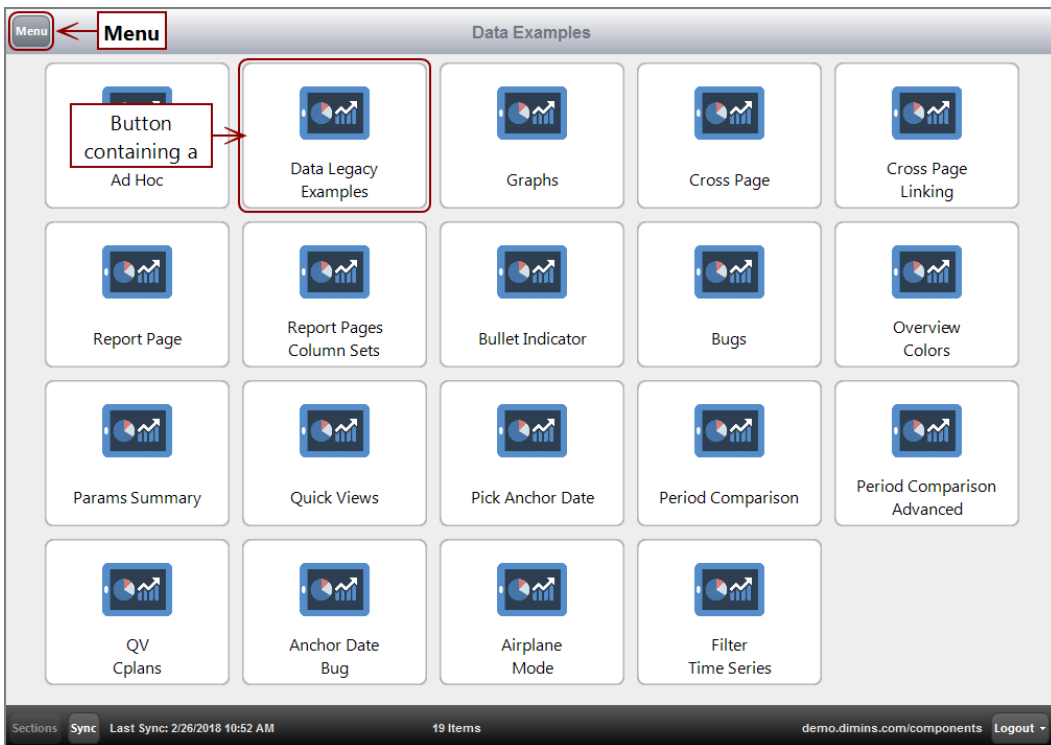 Menu
Menu
Data Examples
Button
containing a
Ad Hoc
Data Legacy
Examples
Graphs
Cross Page
Cross Page
Linking
Report Page
Report Pages
Column Sets
Bullet Indicator
Bugs
Overview
Colors
Params Summary
Quick Views
Pick Anchor Date
Period Comparison
Period Comparison
Advanced
QV
Cplans
Anchor Date
Bug
Airplane
Mode
Filter
Time Series
Sections
Sync
Last Sync: 2/26/2018 10:52 AM
19 Items
demo.dimins.com/components
Logout